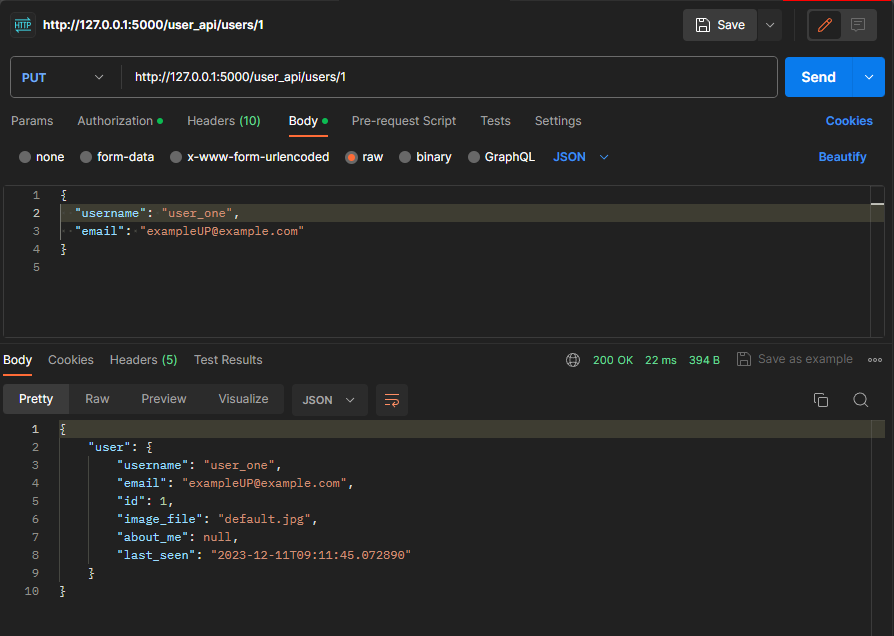 HTTP http://127.0.0.1:5000/user_api/users/1 Save
PUT http://127.0.0.1:5000/user_api/users/1 Send
Params Authorization Headers (10) Body Pre-request Script Tests Settings Cookies
none form-data x-www-form-urlencoded raw binary GraphQL JSON Beautify
1 {
2 "username": "user_one",
3 "email": "exampleUP@example.com"
4 }
5
Body Cookies Headers (5) Test Results 200 OK 22 ms 394 B Save as example
Pretty Raw Preview Visualize JSON
1 {
2 "user": {
3 "username": "user_one",
4 "email": "exampleUP@example.com",
5 "id": 1,
6 "image_file": "default.jpg",
7 "about_me": null,
8 "last_seen": "2023-12-11T09:11:45.072890"
9 }
10 }